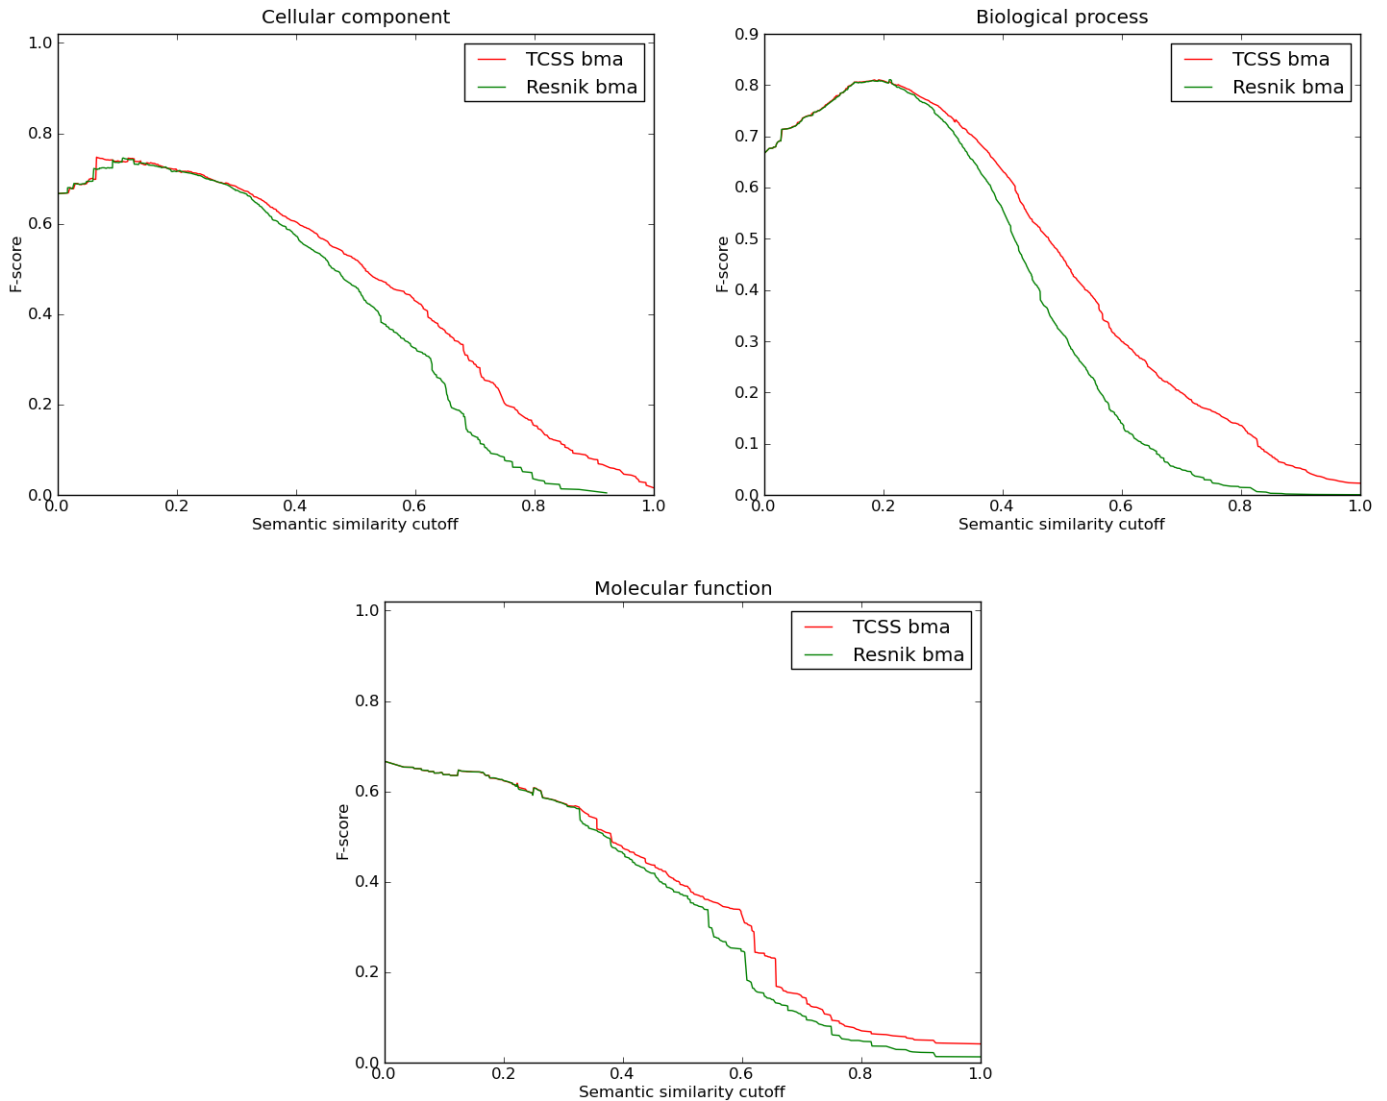 Cellular component
1.0
0.8
0.6
0.4
0.2
0.0
F-score
TCSS bma
Resnik bma
0.0 0.2 0.4 0.6 0.8 1.0
Semantic similarity cutoff
Biological process
0.9
0.8
0.7
0.6
0.5
0.4
0.3
0.2
0.1
0.0
F-score
TCSS bma
Resnik bma
0.0 0.2 0.4 0.6 0.8 1.0
Semantic similarity cutoff
Molecular function
1.0
0.8
0.6
0.4
0.2
0.0
F-score
TCSS bma
Resnik bma
0.0 0.2 0.4 0.6 0.8 1.0
Semantic similarity cutoff